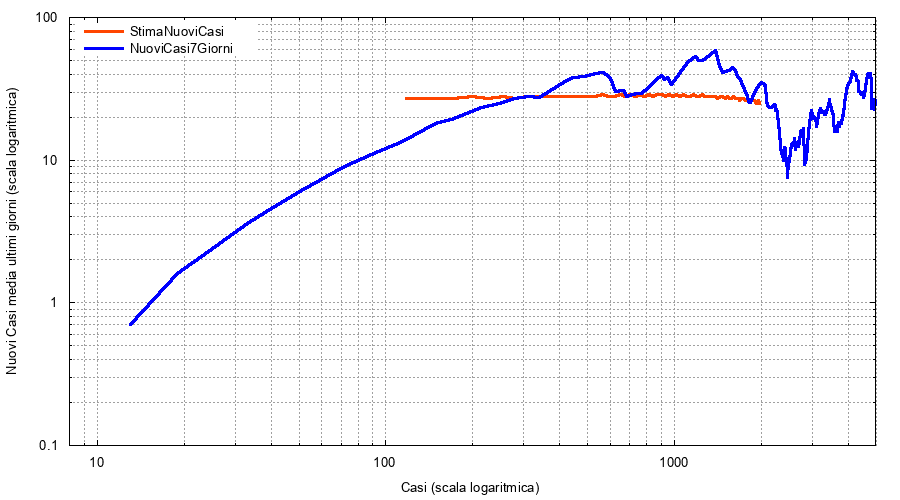 100
StimaNuoviCasi
NuoviCasi7Giorni
10
1
0.1
Nuovi Casi media ultimi giorni (scala logaritmica)
10 100 1000
Casi (scala logaritmica)